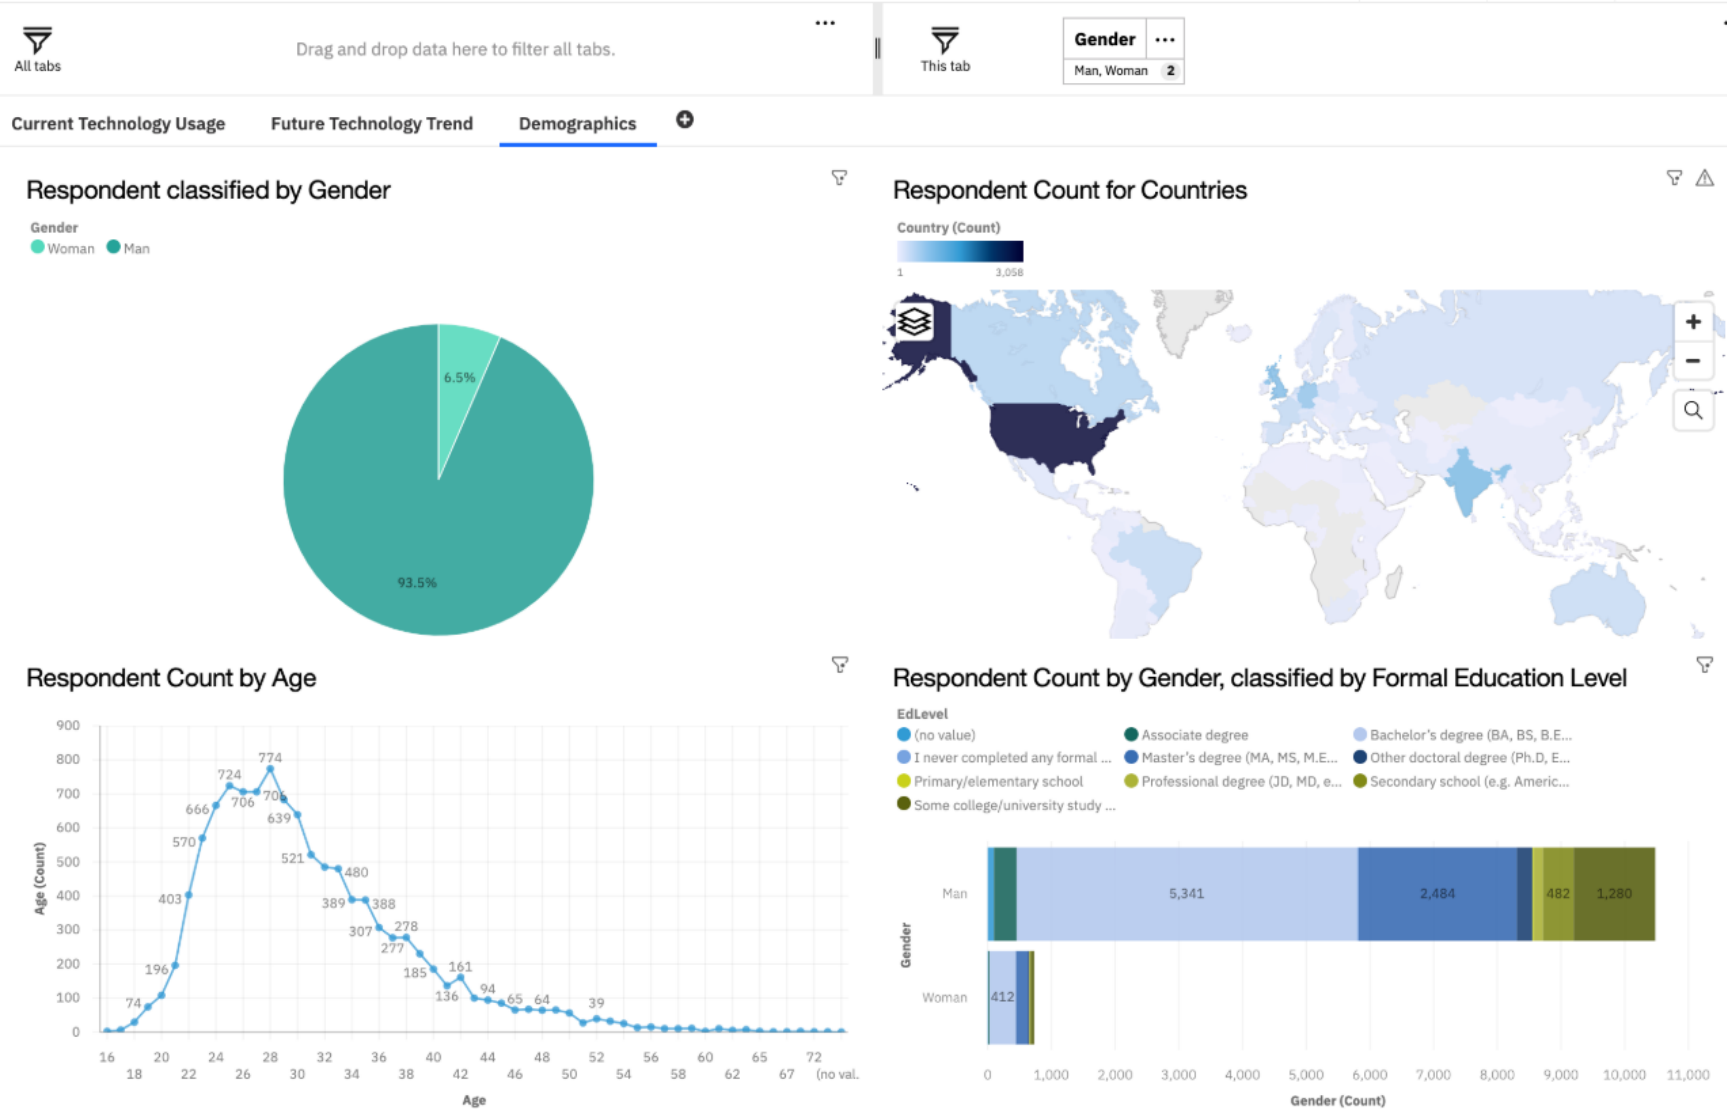 All tabs
Drag and drop data here to filter all tabs.
...
This tab
Gender ...
Man, Woman 2
Current Technology Usage
Future Technology Trend
Demographics
Respondent classified by Gender
Gender
Woman
Man
6.5%
93.5%
Respondent Count for Countries
Country (Count)
1
3,058
Respondent Count by Age
Age (Count)
900
800
700
600
500
400
300
200
100
0
74
196
403
570
666
724
706
774
639
521
480
389
388
307
278
277
185
161
136
94
65
64
39
16 20 24 28 32 36 40 44 48 52 56 60 65 72
18 22 26 30 34 38 42 46 50 54 58 62 67 (no val.
Age
Respondent Count by Gender, classified by Formal Education Level
EdLevel
(no value)
Associate degree
Bachelor's degree (BA, BS, B.E...
I never completed any formal ...
Master's degree (MA, MS, M.E...
Other doctoral degree (Ph.D, E...
Primary/elementary school
Professional degree (JD, MD, e...
Secondary school (e.g. Americ...
Some college/university study ...
Gender
Man
5,341
2,484
482
1,280
Woman
412
0 1,000 2,000 3,000 4,000 5,000 6,000 7,000 8,000 9,000 10,000 11,000
Gender (Count)